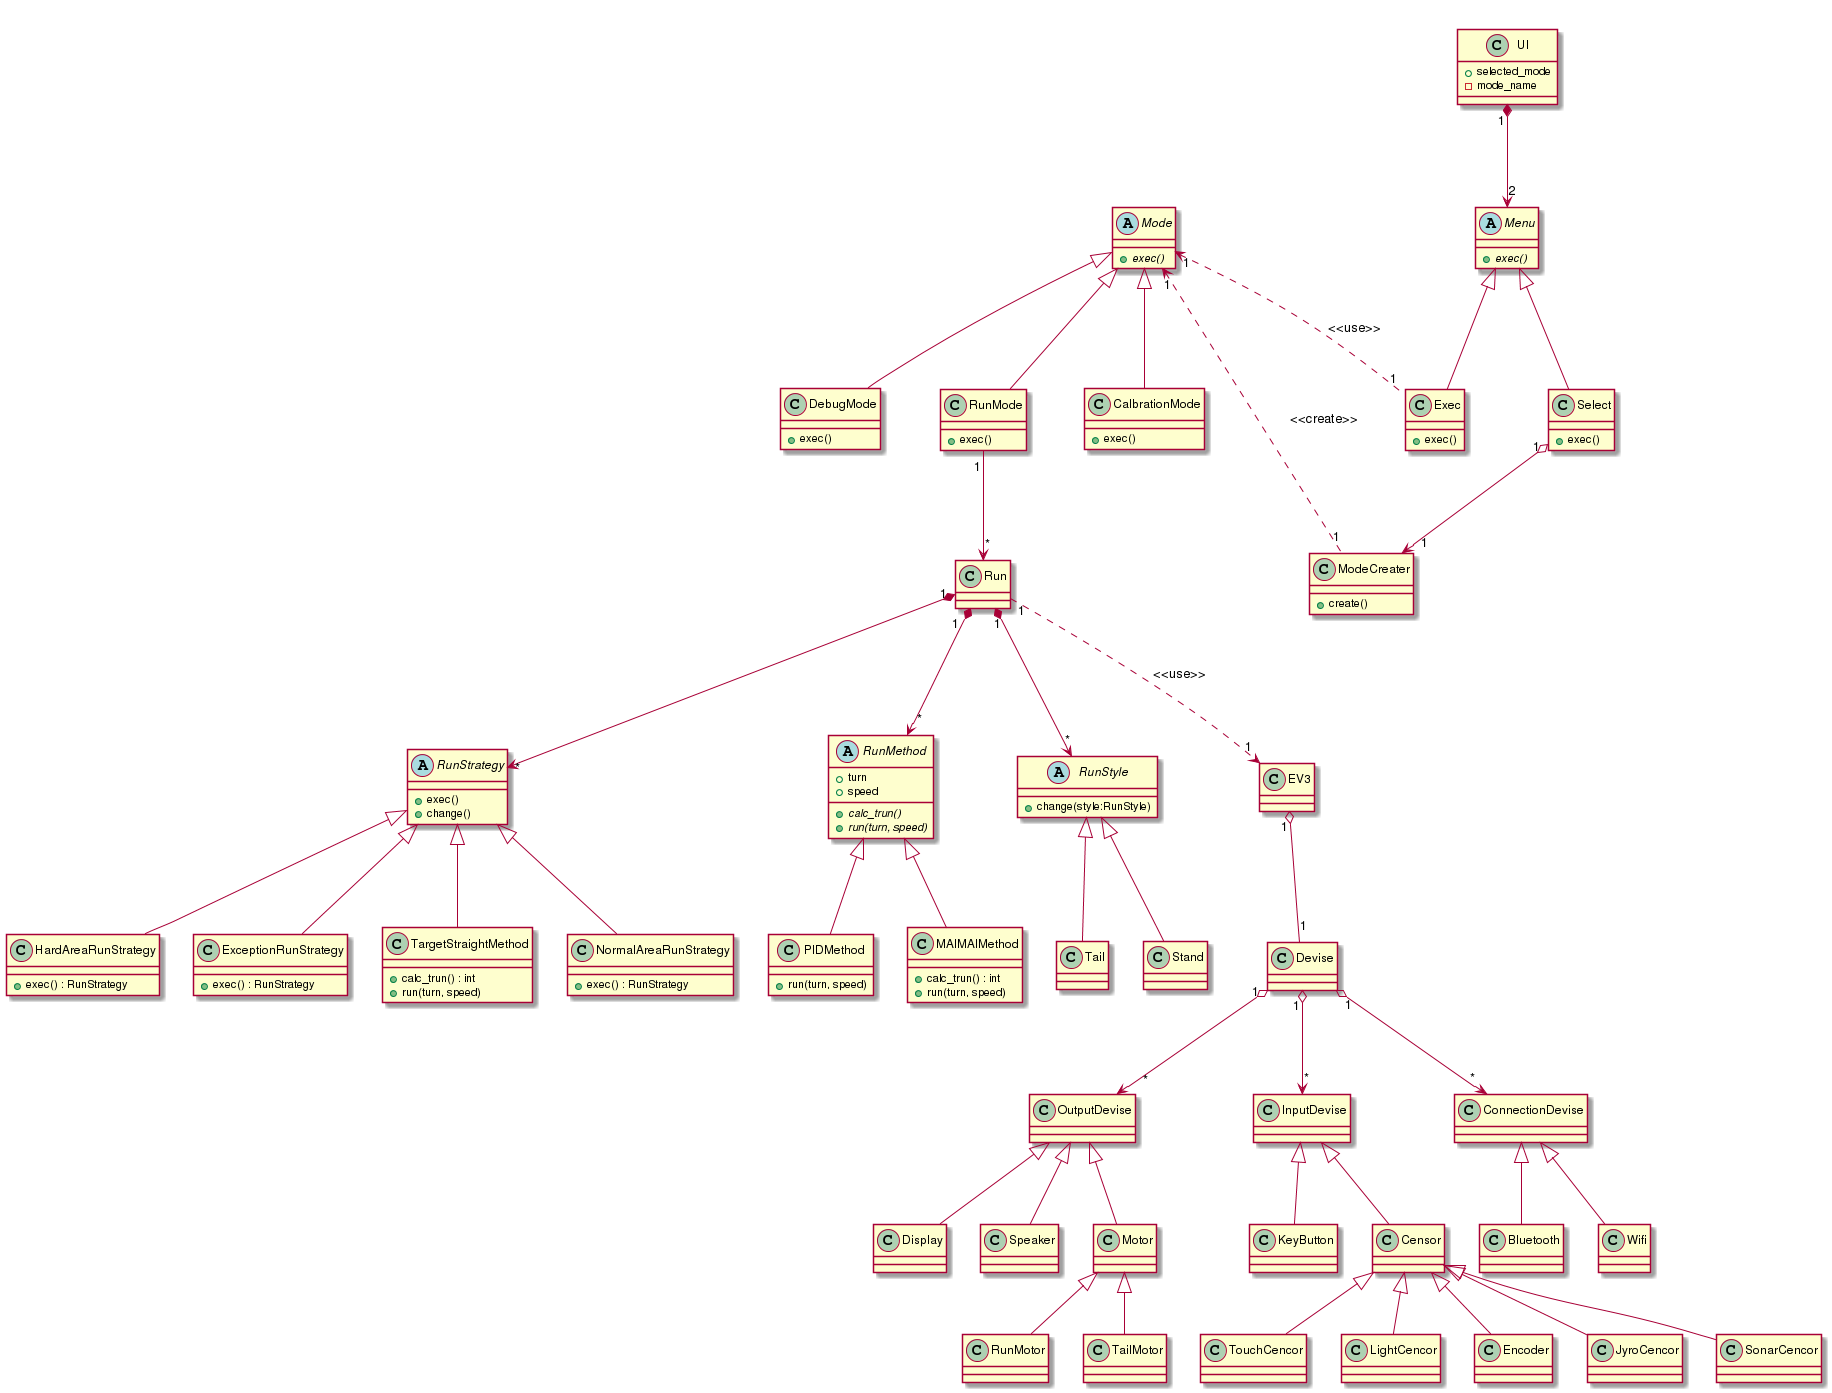 C UI
selected_mode
mode_name
1
2
A Mode
exec()
A Menu
exec()
1
1
<<use>>
1
<<create>>
C DebugMode
exec()
C RunMode
exec()
C CalbrationMode
exec()
C Exec
exec()
C Select
exec()
1
1
1
1
*
C Run
C ModeCreater
create()
1
1
1
1
<<use>>
*
*
*
1
A RunStrategy
exec()
change()
A RunMethod
turn
speed
calc_trun()
run(turn, speed)
A RunStyle
change(style:RunStyle)
C EV3
1
1
C HardAreaRunStrategy
exec() : RunStrategy
C ExceptionRunStrategy
exec() : RunStrategy
C TargetStraightMethod
calc_trun() : int
run(turn, speed)
C NormalAreaRunStrategy
exec() : RunStrategy
C PIDMethod
run(turn, speed)
C MAIMAIMethod
calc_trun() : int
run(turn, speed)
C Tail
C Stand
C Devise
1
1
1
*
*
*
C OutputDevise
C InputDevise
C ConnectionDevise
C Display
C Speaker
C Motor
C KeyButton
C Censor
C Bluetooth
C Wifi
C RunMotor
C TailMotor
C TouchCencor
C LightCencor
C Encoder
C JyroCencor
C SonarCencor